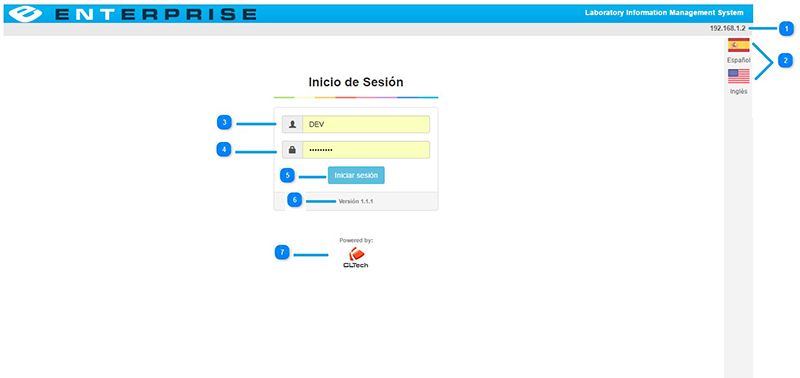 ENTERPRISE
Laboratory Information Management System
192.168.1.2
1
Español
2
Inglés
Inicio de Sesión
3
DEV
4
•••••••••
5
Iniciar sesión
6
Versión 1.1.1
Powered by:
7
CLTech